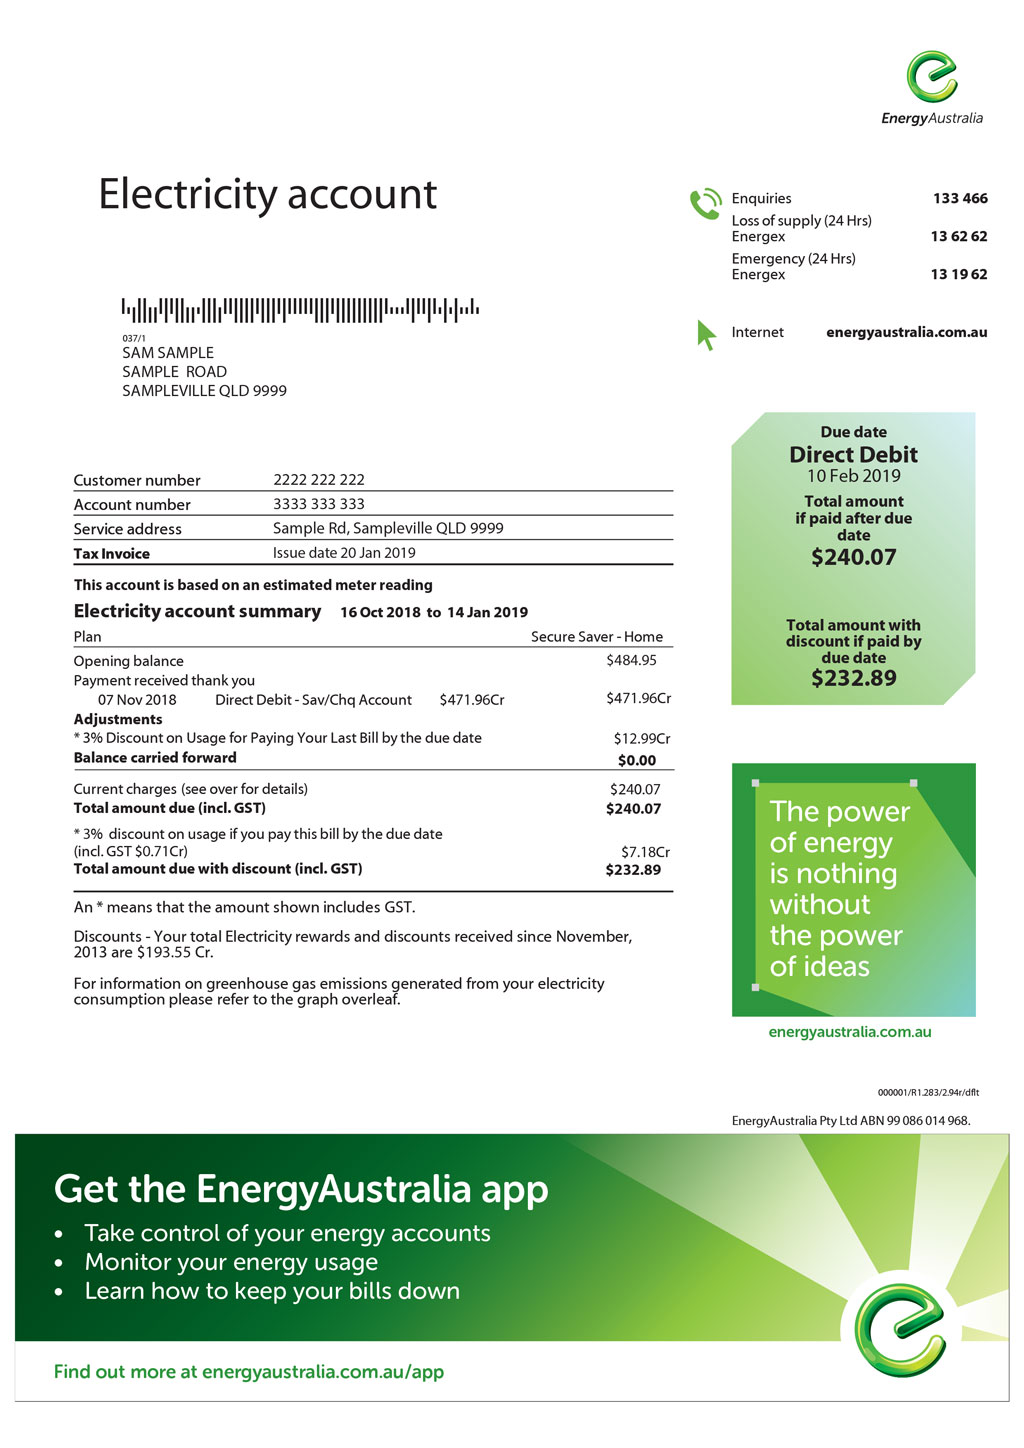 EnergyAustralia
Electricity account
Enquiries 133 466
Loss of supply (24 Hrs)
Energex 13 62 62
Emergency (24 Hrs)
Energex 13 19 62
Internet energyaustralia.com.au
037/1
SAM SAMPLE
SAMPLE ROAD
SAMPLEVILLE QLD 9999
Customer number 2222 222 222
Account number 3333 333 333
Service address Sample Rd, Sampleville QLD 9999
Tax Invoice Issue date 20 Jan 2019
This account is based on an estimated meter reading
Electricity account summary 16 Oct 2018 to 14 Jan 2019
Plan Secure Saver - Home
Opening balance $484.95
Payment received thank you
07 Nov 2018 Direct Debit - Sav/Chq Account $471.96Cr $471.96Cr
Adjustments
* 3% Discount on Usage for Paying Your Last Bill by the due date $12.99Cr
Balance carried forward $0.00
Current charges (see over for details) $240.07
Total amount due (incl. GST) $240.07
* 3% discount on usage if you pay this bill by the due date
(incl. GST $0.71Cr) $7.18Cr
Total amount due with discount (incl. GST) $232.89
An * means that the amount shown includes GST.
Discounts - Your total Electricity rewards and discounts received since November,
2013 are $193.55 Cr.
For information on greenhouse gas emissions generated from your electricity
consumption please refer to the graph overleaf.
Due date
Direct Debit
10 Feb 2019
Total amount
if paid after due
date
$240.07
Total amount with
discount if paid by
due date
$232.89
The power
of energy
is nothing
without
the power
of ideas
energyaustralia.com.au
000001/R1.283/2.94r/dflt
EnergyAustralia Pty Ltd ABN 99 086 014 968.
Get the EnergyAustralia app
• Take control of your energy accounts
• Monitor your energy usage
• Learn how to keep your bills down
Find out more at energyaustralia.com.au/app